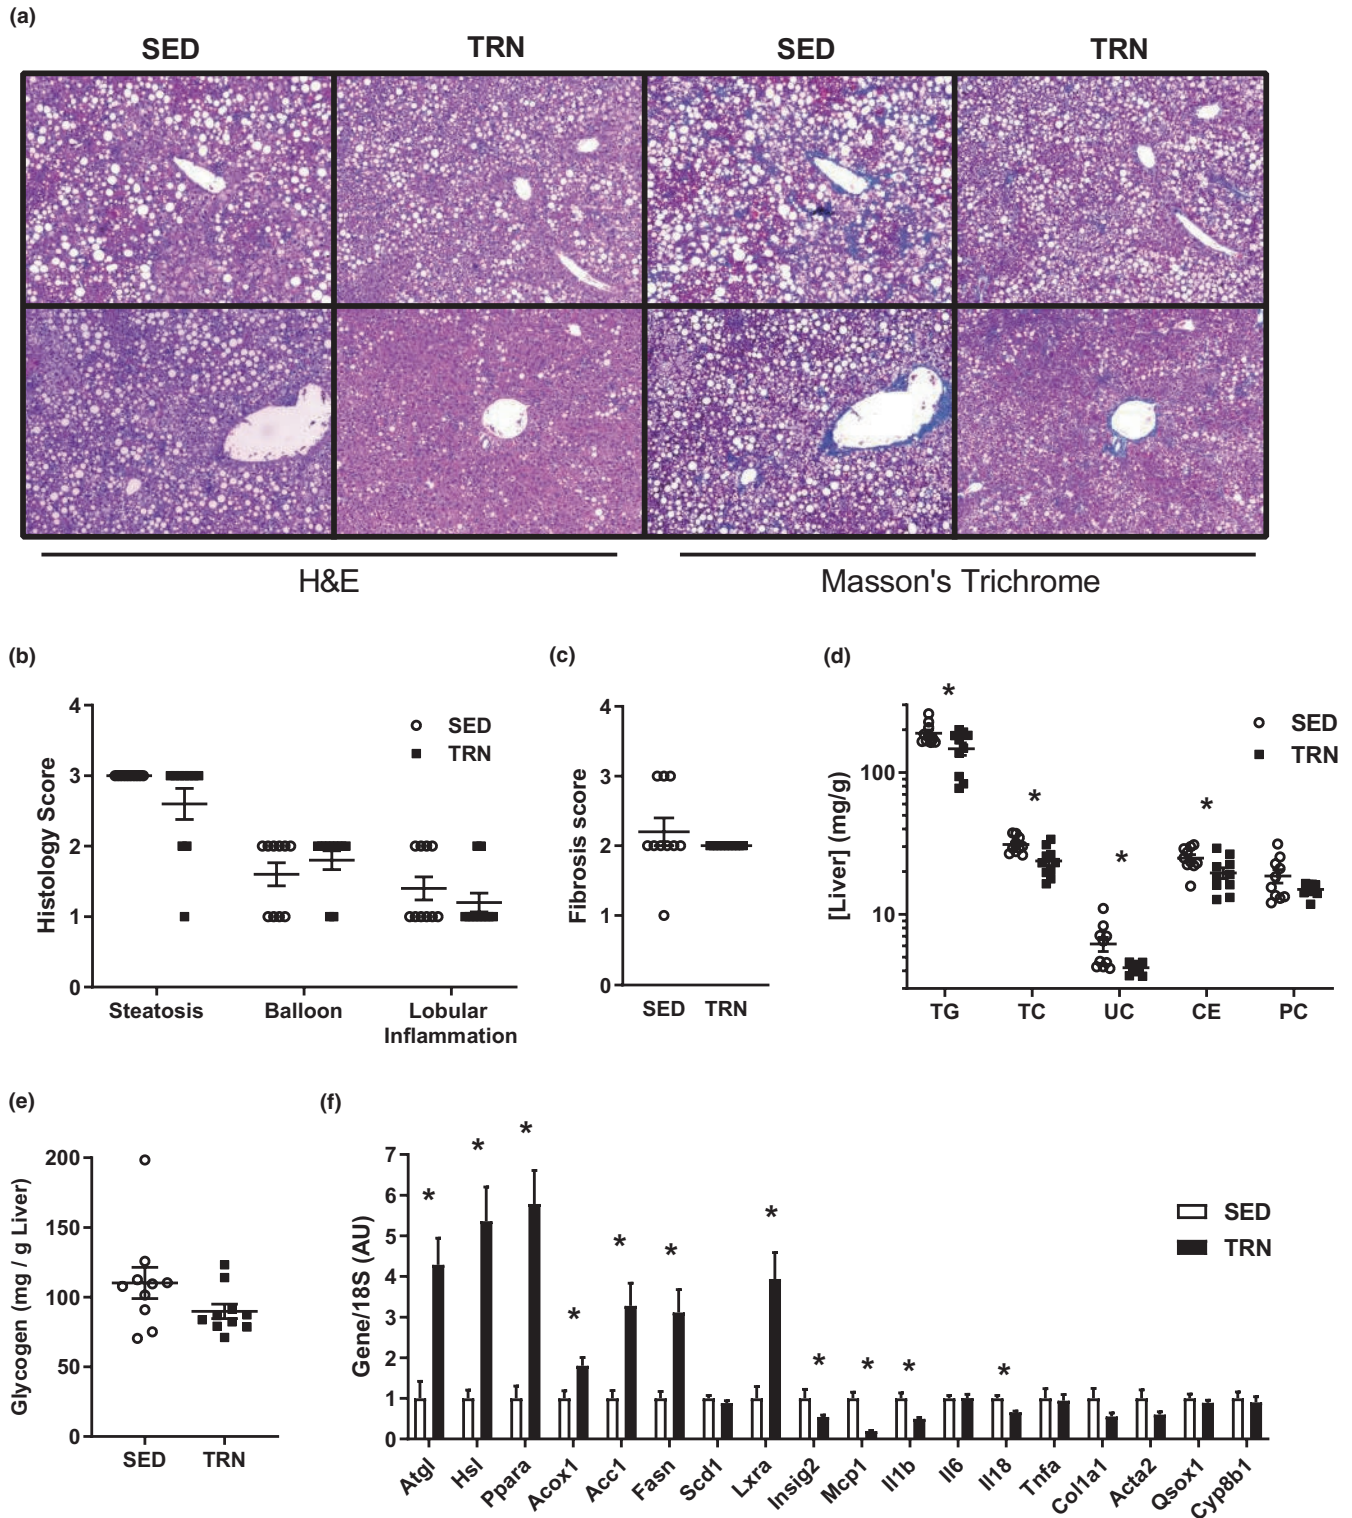 (a)
SED TRN SED TRN
H&E Masson's Trichrome
(b)
Histology Score
4
3
2
1
0
SED
TRN
Steatosis Balloon Lobular
Inflammation
(c)
Fibrosis score
4
3
2
1
0
SED TRN
(d)
[Liver] (mg/g)
100
10
*
*
*
*
SED
TRN
TG TC UC CE PC
(e)
Glycogen (mg / g Liver)
200
150
100
50
0
SED TRN
(f)
Gene/18S (AU)
7
6
5
4
3
2
1
0
* * * * * * * * * * *
SED
TRN
Atgl Hsl Ppara Acox1 Acc1 Fasn Scd1 Lxra Insig2 Mcp1 Il1b Il6 Il18 Tnfa Col1a1 Acta2 Qsox1 Cyp8b1